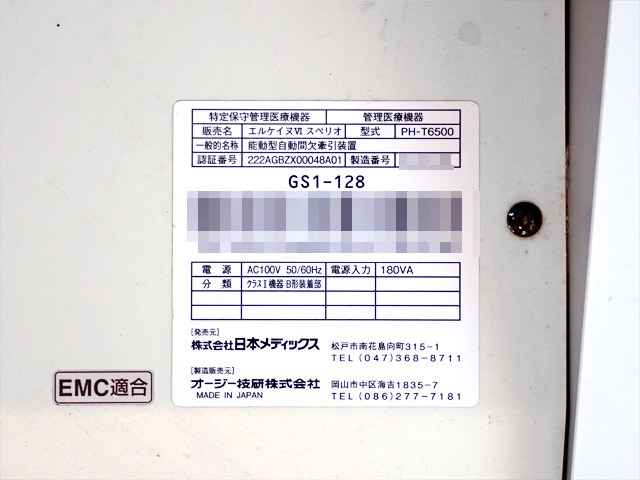 特定保守管理医療機器 管理医療機器
販売名 エルケイヌⅥ スペリオ 型式 PH-T6500
一般的名称 能動型自動間欠牽引装置
認証番号 222AGBZX00048A01 製造番号
GS1-128
電源 AC100V 50/60Hz 電源入力 180VA
分類 クラスⅠ機器 B形装着部
[発売元]
株式会社日本メディックス 松戸市南花島向町315-1
TEL(047)368-8711
[製造販売元]
オージー技研株式会社 岡山市中区海吉1835-7
MADE IN JAPAN TEL(086)277-7181
EMC適合